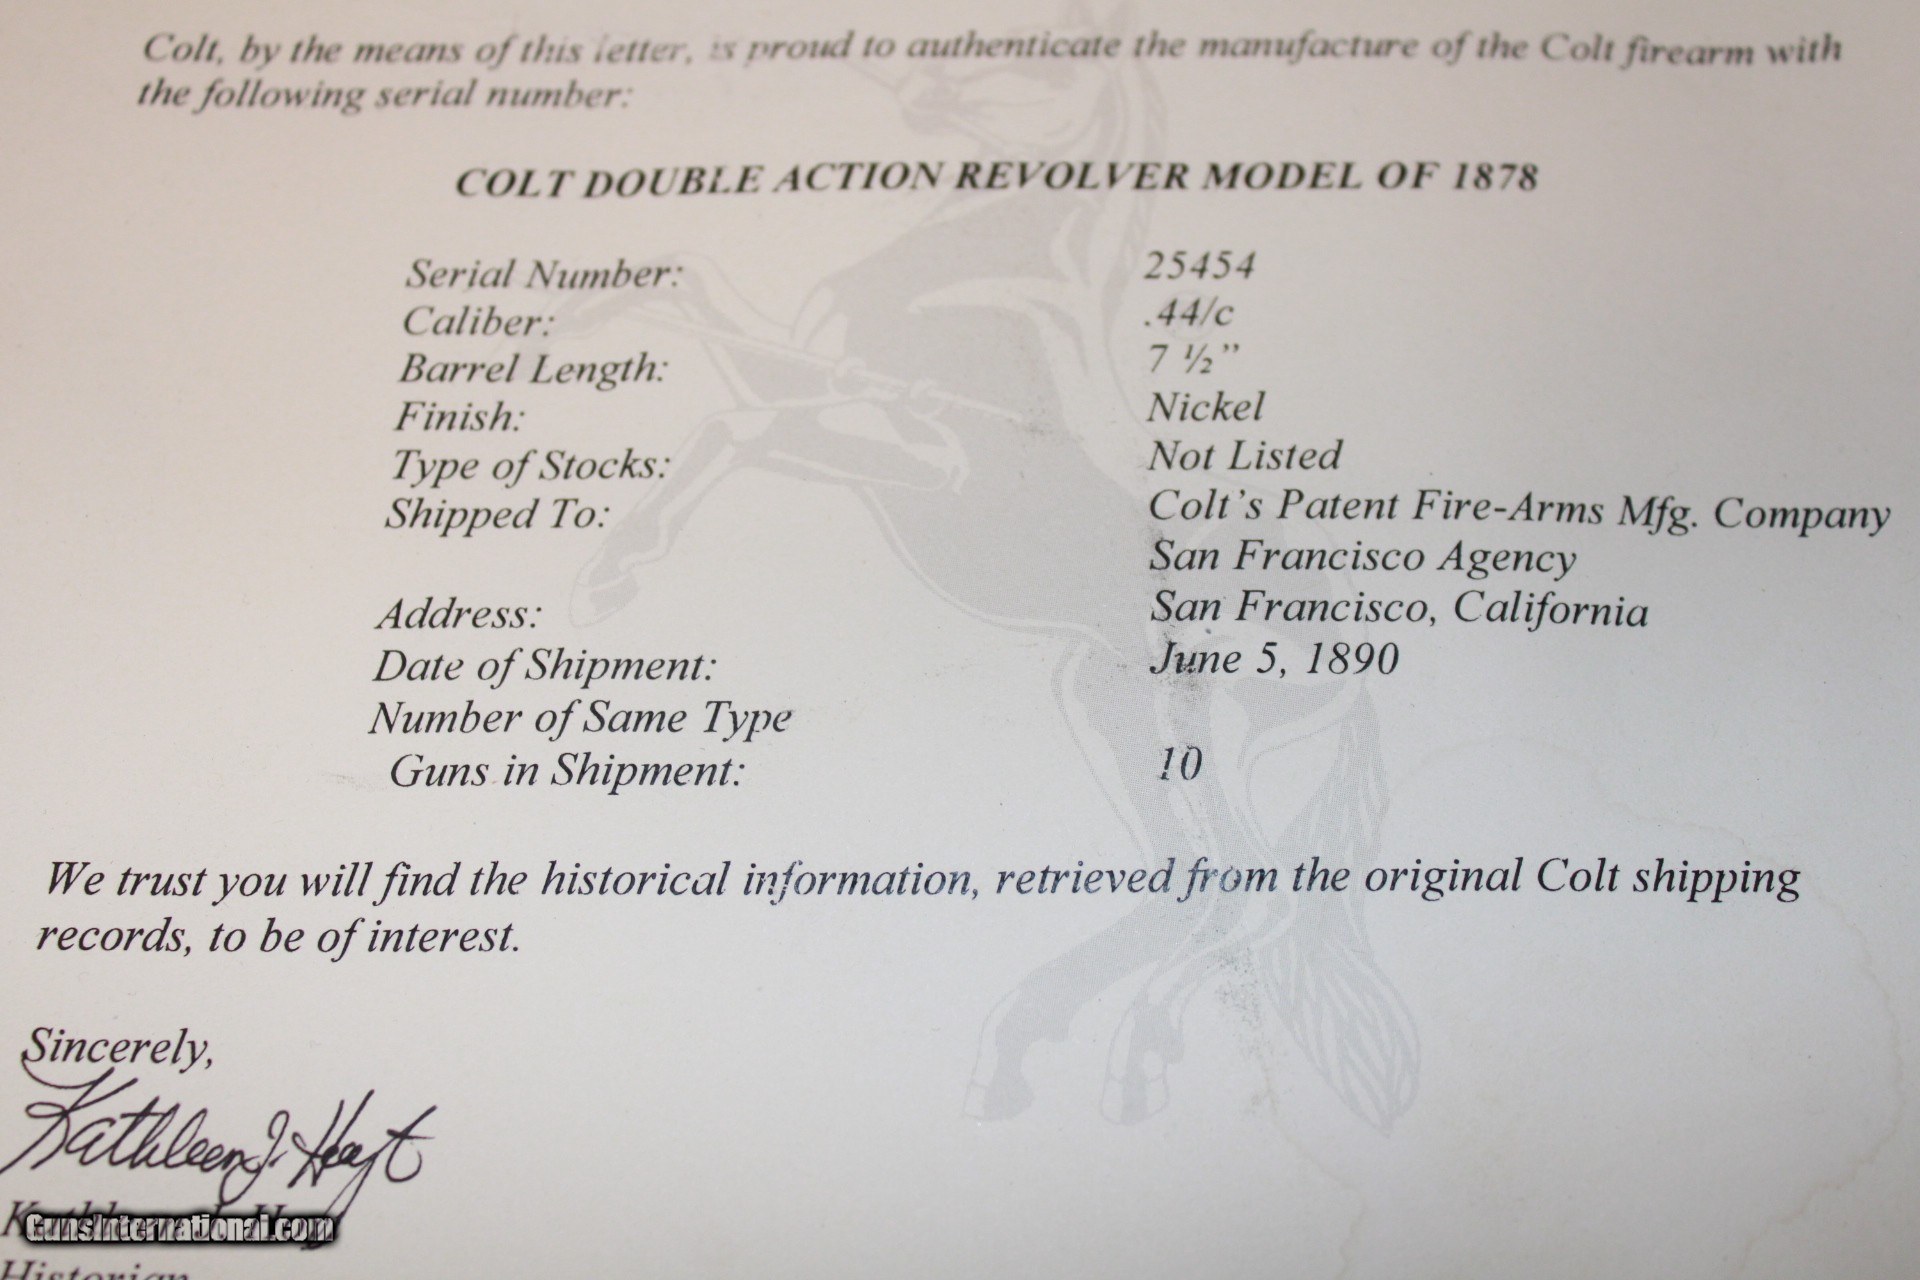 Colt, by the means of this letter, is proud to authenticate the manufacture of the Colt firearm with
the following serial number:
COLT DOUBLE ACTION REVOLVER MODEL OF 1878
Serial Number: 25454
Caliber: .44/c
Barrel Length: 7 ½”
Finish: Nickel
Type of Stocks: Not Listed
Shipped To: Colt’s Patent Fire-Arms Mfg. Company
San Francisco Agency
Address: San Francisco, California
Date of Shipment: June 5, 1890
Number of Same Type
Guns in Shipment: 10
We trust you will find the historical information, retrieved from the original Colt shipping
records, to be of interest.
Sincerely,
Kathleen J. Hoyt
GunsInternational.com
Historian